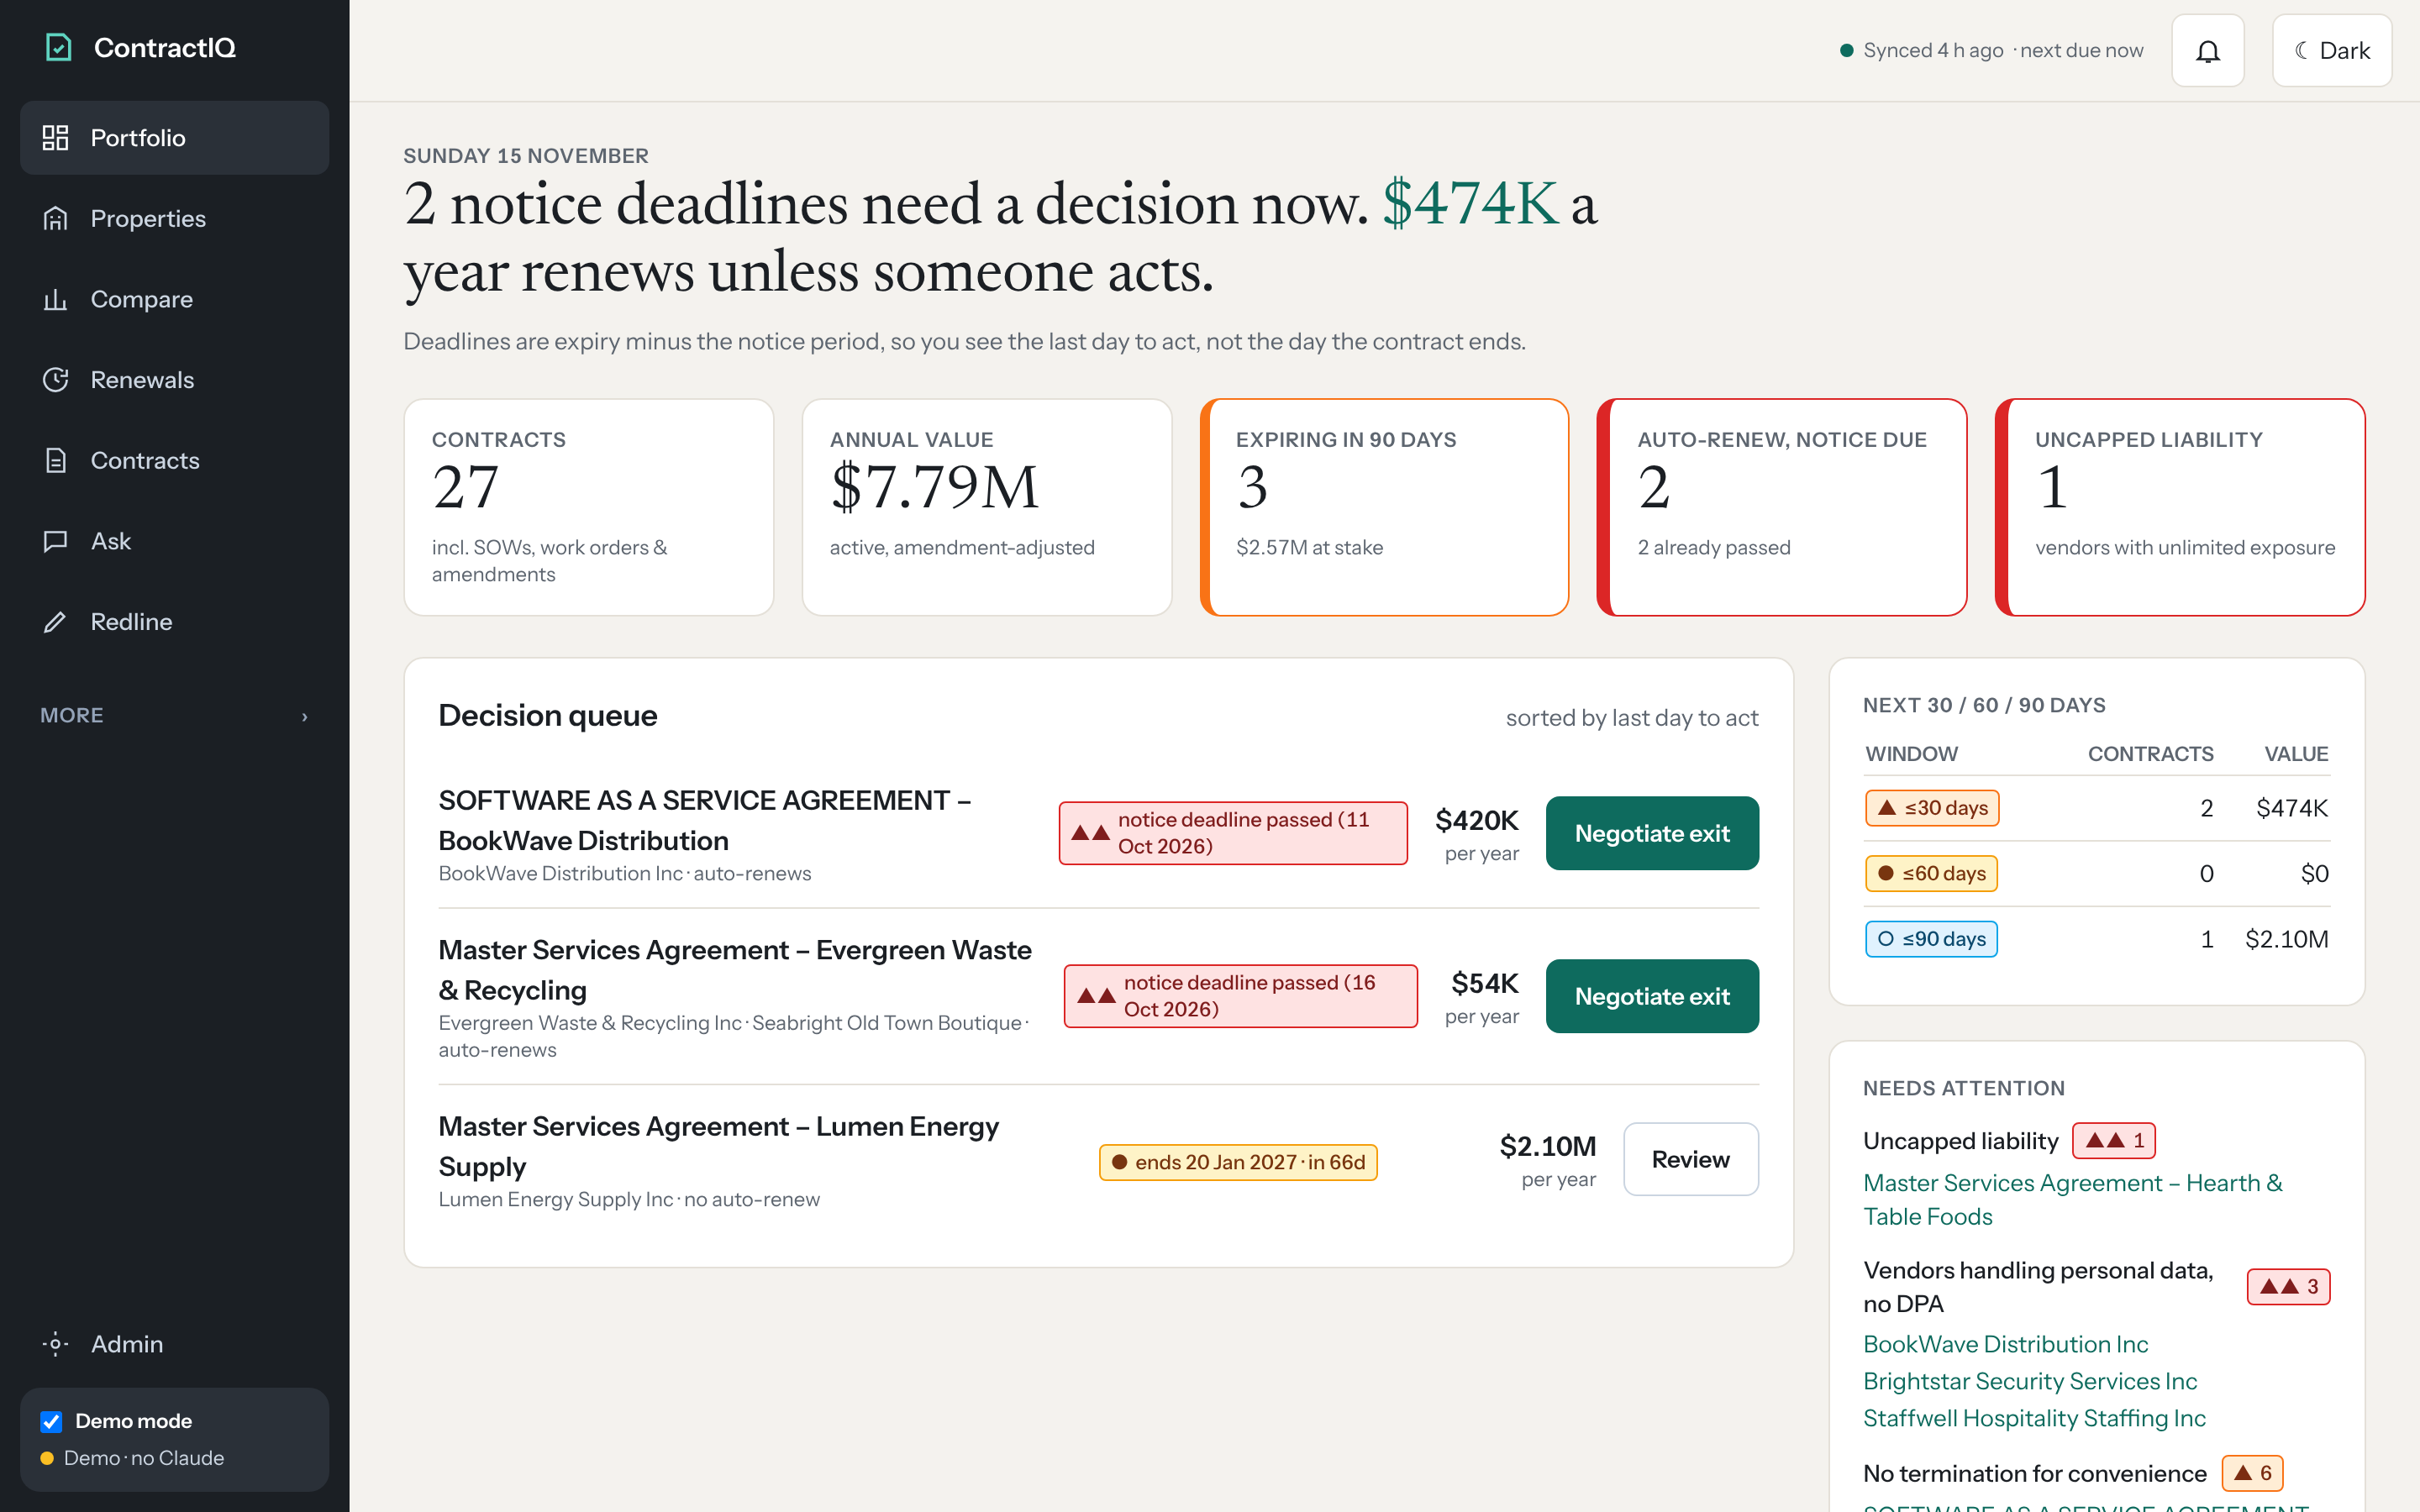 ContractIQ
Portfolio
Properties
Compare
Renewals
Contracts
Ask
Redline
MORE ›
Admin
Demo mode
Demo · no Claude
Synced 4 h ago · next due now
☾ Dark
SUNDAY 15 NOVEMBER
2 notice deadlines need a decision now. $474K a
year renews unless someone acts.
Deadlines are expiry minus the notice period, so you see the last day to act, not the day the contract ends.
CONTRACTS
27
incl. SOWs, work orders &
amendments
ANNUAL VALUE
$7.79M
active, amendment-adjusted
EXPIRING IN 90 DAYS
3
$2.57M at stake
AUTO-RENEW, NOTICE DUE
2
2 already passed
UNCAPPED LIABILITY
1
vendors with unlimited exposure
Decision queue
sorted by last day to act
SOFTWARE AS A SERVICE AGREEMENT –
BookWave Distribution
BookWave Distribution Inc · auto-renews
▲▲ notice deadline passed (11
Oct 2026)
$420K
per year
Negotiate exit
Master Services Agreement – Evergreen Waste
& Recycling
Evergreen Waste & Recycling Inc · Seabright Old Town Boutique ·
auto-renews
▲▲ notice deadline passed (16
Oct 2026)
$54K
per year
Negotiate exit
Master Services Agreement – Lumen Energy
Supply
Lumen Energy Supply Inc · no auto-renew
● ends 20 Jan 2027 · in 66d
$2.10M
per year
Review
NEXT 30 / 60 / 90 DAYS
WINDOW CONTRACTS VALUE
▲ ≤30 days 2 $474K
● ≤60 days 0 $0
○ ≤90 days 1 $2.10M
NEEDS ATTENTION
Uncapped liability ▲▲ 1
Master Services Agreement – Hearth &
Table Foods
Vendors handling personal data,
no DPA ▲▲ 3
BookWave Distribution Inc
Brightstar Security Services Inc
Staffwell Hospitality Staffing Inc
No termination for convenience ▲ 6
SOFTWARE AS A SERVICE AGREEMENT